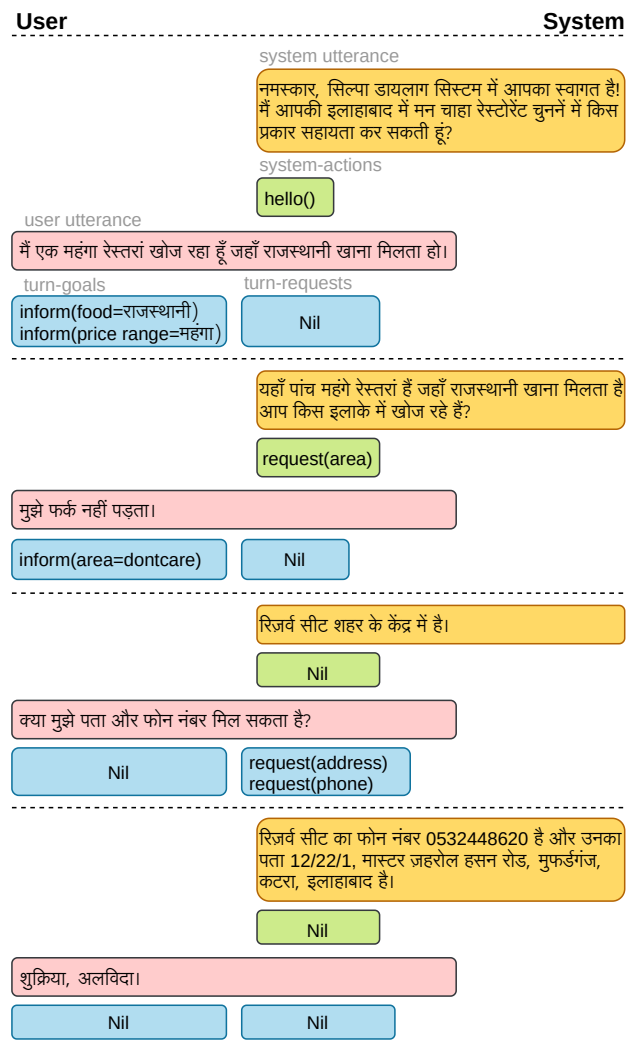 User System
system utterance
नमस्कार, सिल्पा डायलाग सिस्टम में आपका स्वागत है!
मैं आपकी इलाहाबाद में मन चाहा रेस्टोरेंट चुननें में किस
प्रकार सहायता कर सकती हूं?
system-actions
hello()
user utterance
मैं एक महंगा रेस्तरां खोज रहा हूँ जहाँ राजस्थानी खाना मिलता हो।
turn-goals turn-requests
inform(food=राजस्थानी)
inform(price range=महंगा)
Nil
यहाँ पांच महंगे रेस्तरां हैं जहाँ राजस्थानी खाना मिलता है
आप किस इलाके में खोज रहे हैं?
request(area)
मुझे फर्क नहीं पड़ता।
inform(area=dontcare) Nil
रिज़र्व सीट शहर के केंद्र में है।
Nil
क्या मुझे पता और फोन नंबर मिल सकता है?
Nil
request(address)
request(phone)
रिज़र्व सीट का फोन नंबर 0532448620 है और उनका
पता 12/22/1, मास्टर ज़हरोल हसन रोड, मुफर्डगंज,
कटरा, इलाहाबाद है।
Nil
शुक्रिया, अलविदा।
Nil Nil